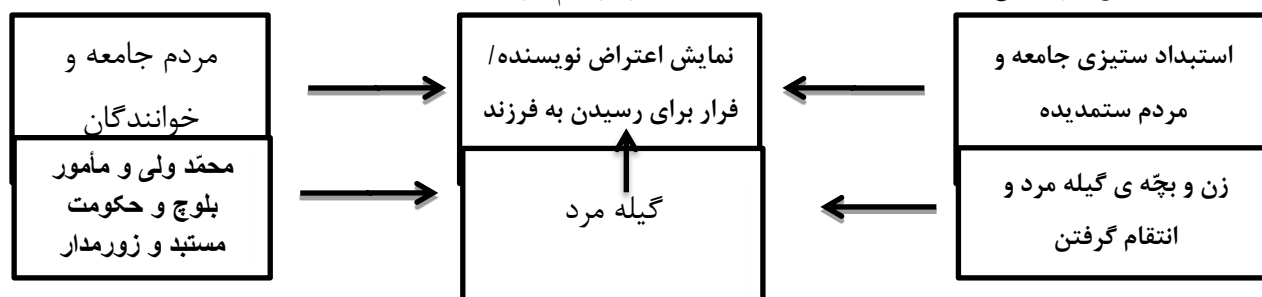 استبداد ستیزی جامعه و
مردم ستمدیده
نمایش اعتراض نویسنده/
فرار برای رسیدن به فرزند
مردم جامعه و
خوانندگان
زن و بچّه ی گیله مرد و
انتقام گرفتن
گیله مرد
محمّد ولی و مأمور
بلوچ و حکومت
مستبد و زورمدار